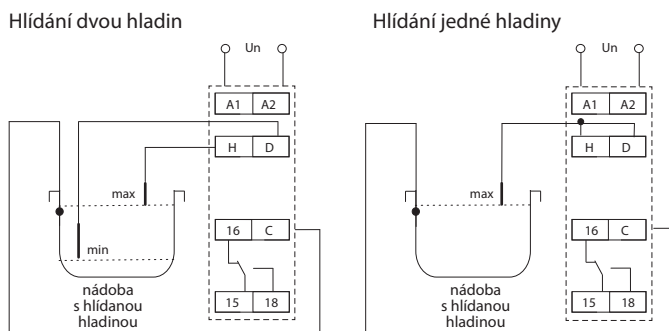 Hlídání dvou hladin
Un
A1 A2
H D
max
min
16 C
15 18
nádoba
s hlídanou
hladinou
Hlídání jedné hladiny
Un
A1 A2
H D
max
16 C
15 18
nádoba
s hlídanou
hladinou